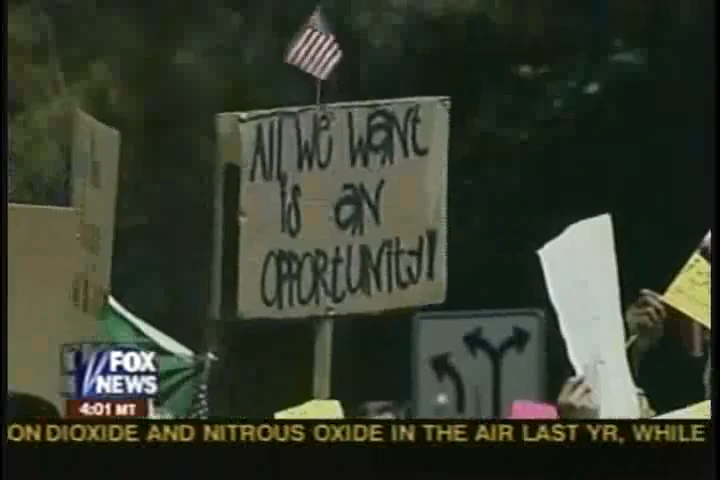 All We Want
is an
OPPORtUNity!
FOX
NEWS
4:01 MT
ON DIOXIDE AND NITROUS OXIDE IN THE AIR LAST YR, WHILE